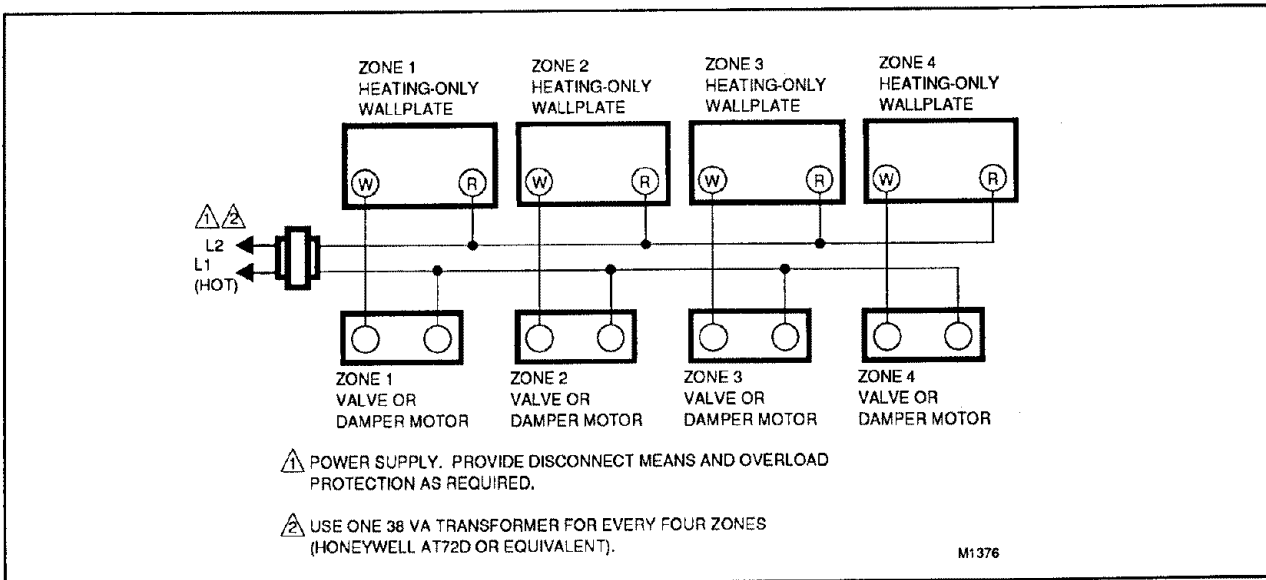 ZONE 1
HEATING-ONLY
WALLPLATE
ZONE 2
HEATING-ONLY
WALLPLATE
ZONE 3
HEATING-ONLY
WALLPLATE
ZONE 4
HEATING-ONLY
WALLPLATE
W
R
W
R
W
R
W
R
1 2
L2
L1
(HOT)
ZONE 1
VALVE OR
DAMPER MOTOR
ZONE 2
VALVE OR
DAMPER MOTOR
ZONE 3
VALVE OR
DAMPER MOTOR
ZONE 4
VALVE OR
DAMPER MOTOR
1 POWER SUPPLY. PROVIDE DISCONNECT MEANS AND OVERLOAD
PROTECTION AS REQUIRED.
2 USE ONE 38 VA TRANSFORMER FOR EVERY FOUR ZONES
(HONEYWELL AT72D OR EQUIVALENT).
M1376